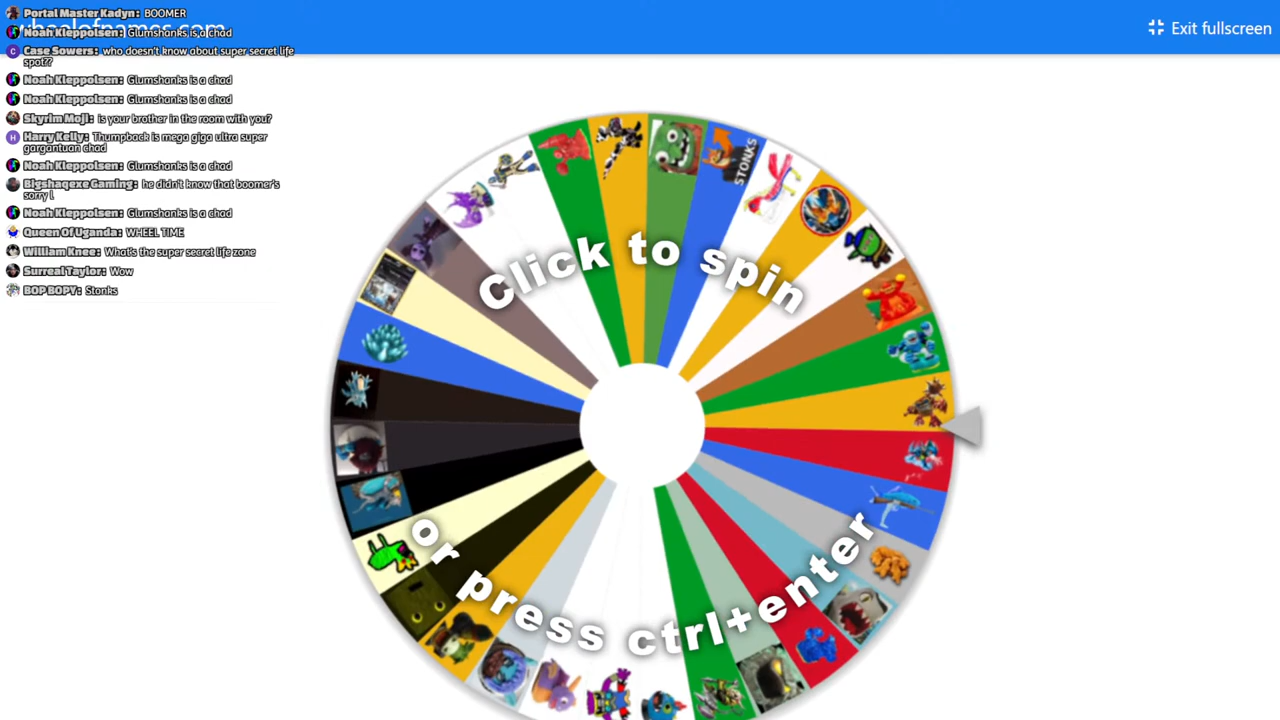 Portal Master Kadyn: BOOMER
wheelofnames.com
Exit fullscreen
Noah Kleppolsen: Glumshanks is a chad
Case Sowers: who doesn't know about super secret life
spot??
Noah Kleppolsen: Glumshanks is a chad
Noah Kleppolsen: Glumshanks is a chad
Skyrim Moji: is your brother in the room with you?
Harry Kelly: Thumpback is mega giga ultra super
gargantuan chad
Noah Kleppolsen: Glumshanks is a chad
Bigshaqexe Gaming: he didn't know that boomer's
sorry l
Noah Kleppolsen: Glumshanks is a chad
Queen Of Uganda: WHEEL TIME
William Knee: What's the super secret life zone
Surreal Taylor: Wow
BOP BOPY: Stonks
STONKS
Click to spin
or press ctrl+enter